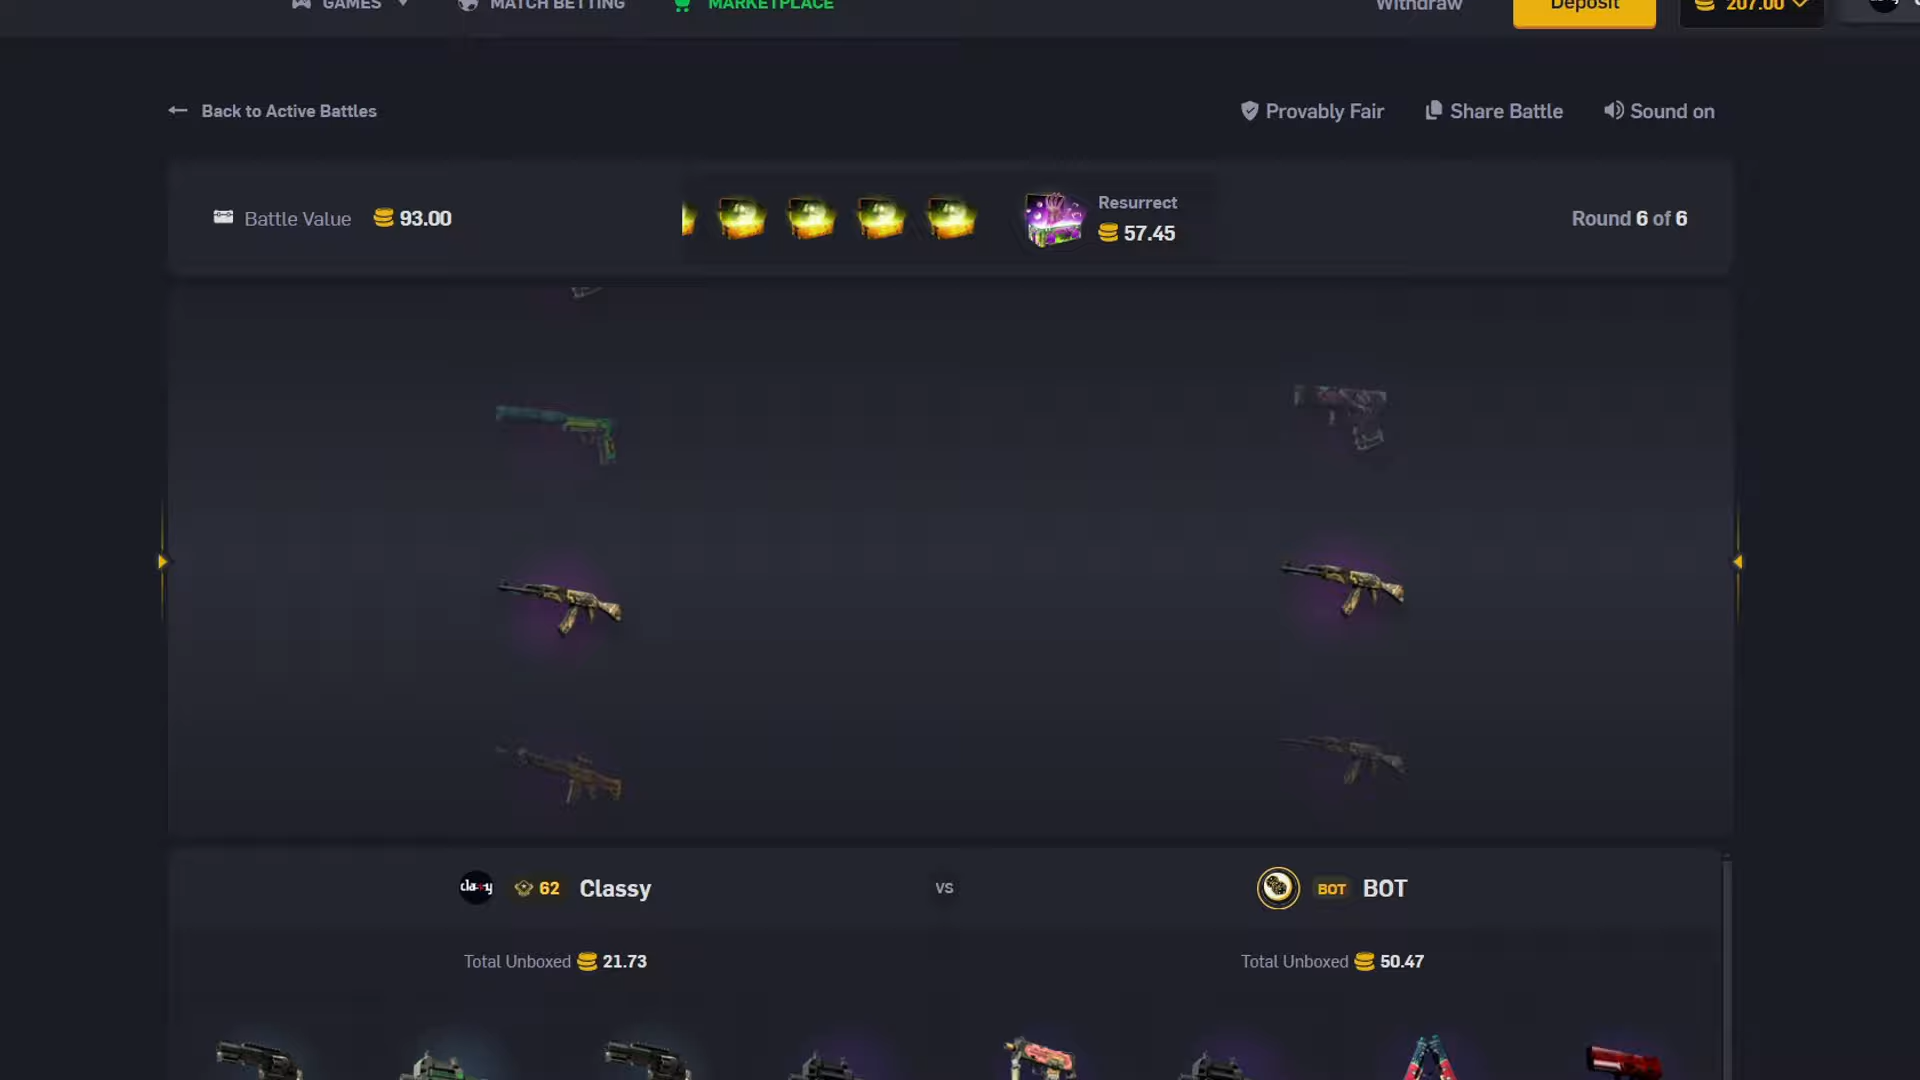 GAMES
MATCH BETTING
MARKETPLACE
Withdraw
Deposit
207.00
Back to Active Battles
Provably Fair
Share Battle
Sound on
Battle Value 93.00
Resurrect
57.45
Round 6 of 6
classy 62 Classy
VS
BOT BOT
Total Unboxed 21.73
Total Unboxed 50.47